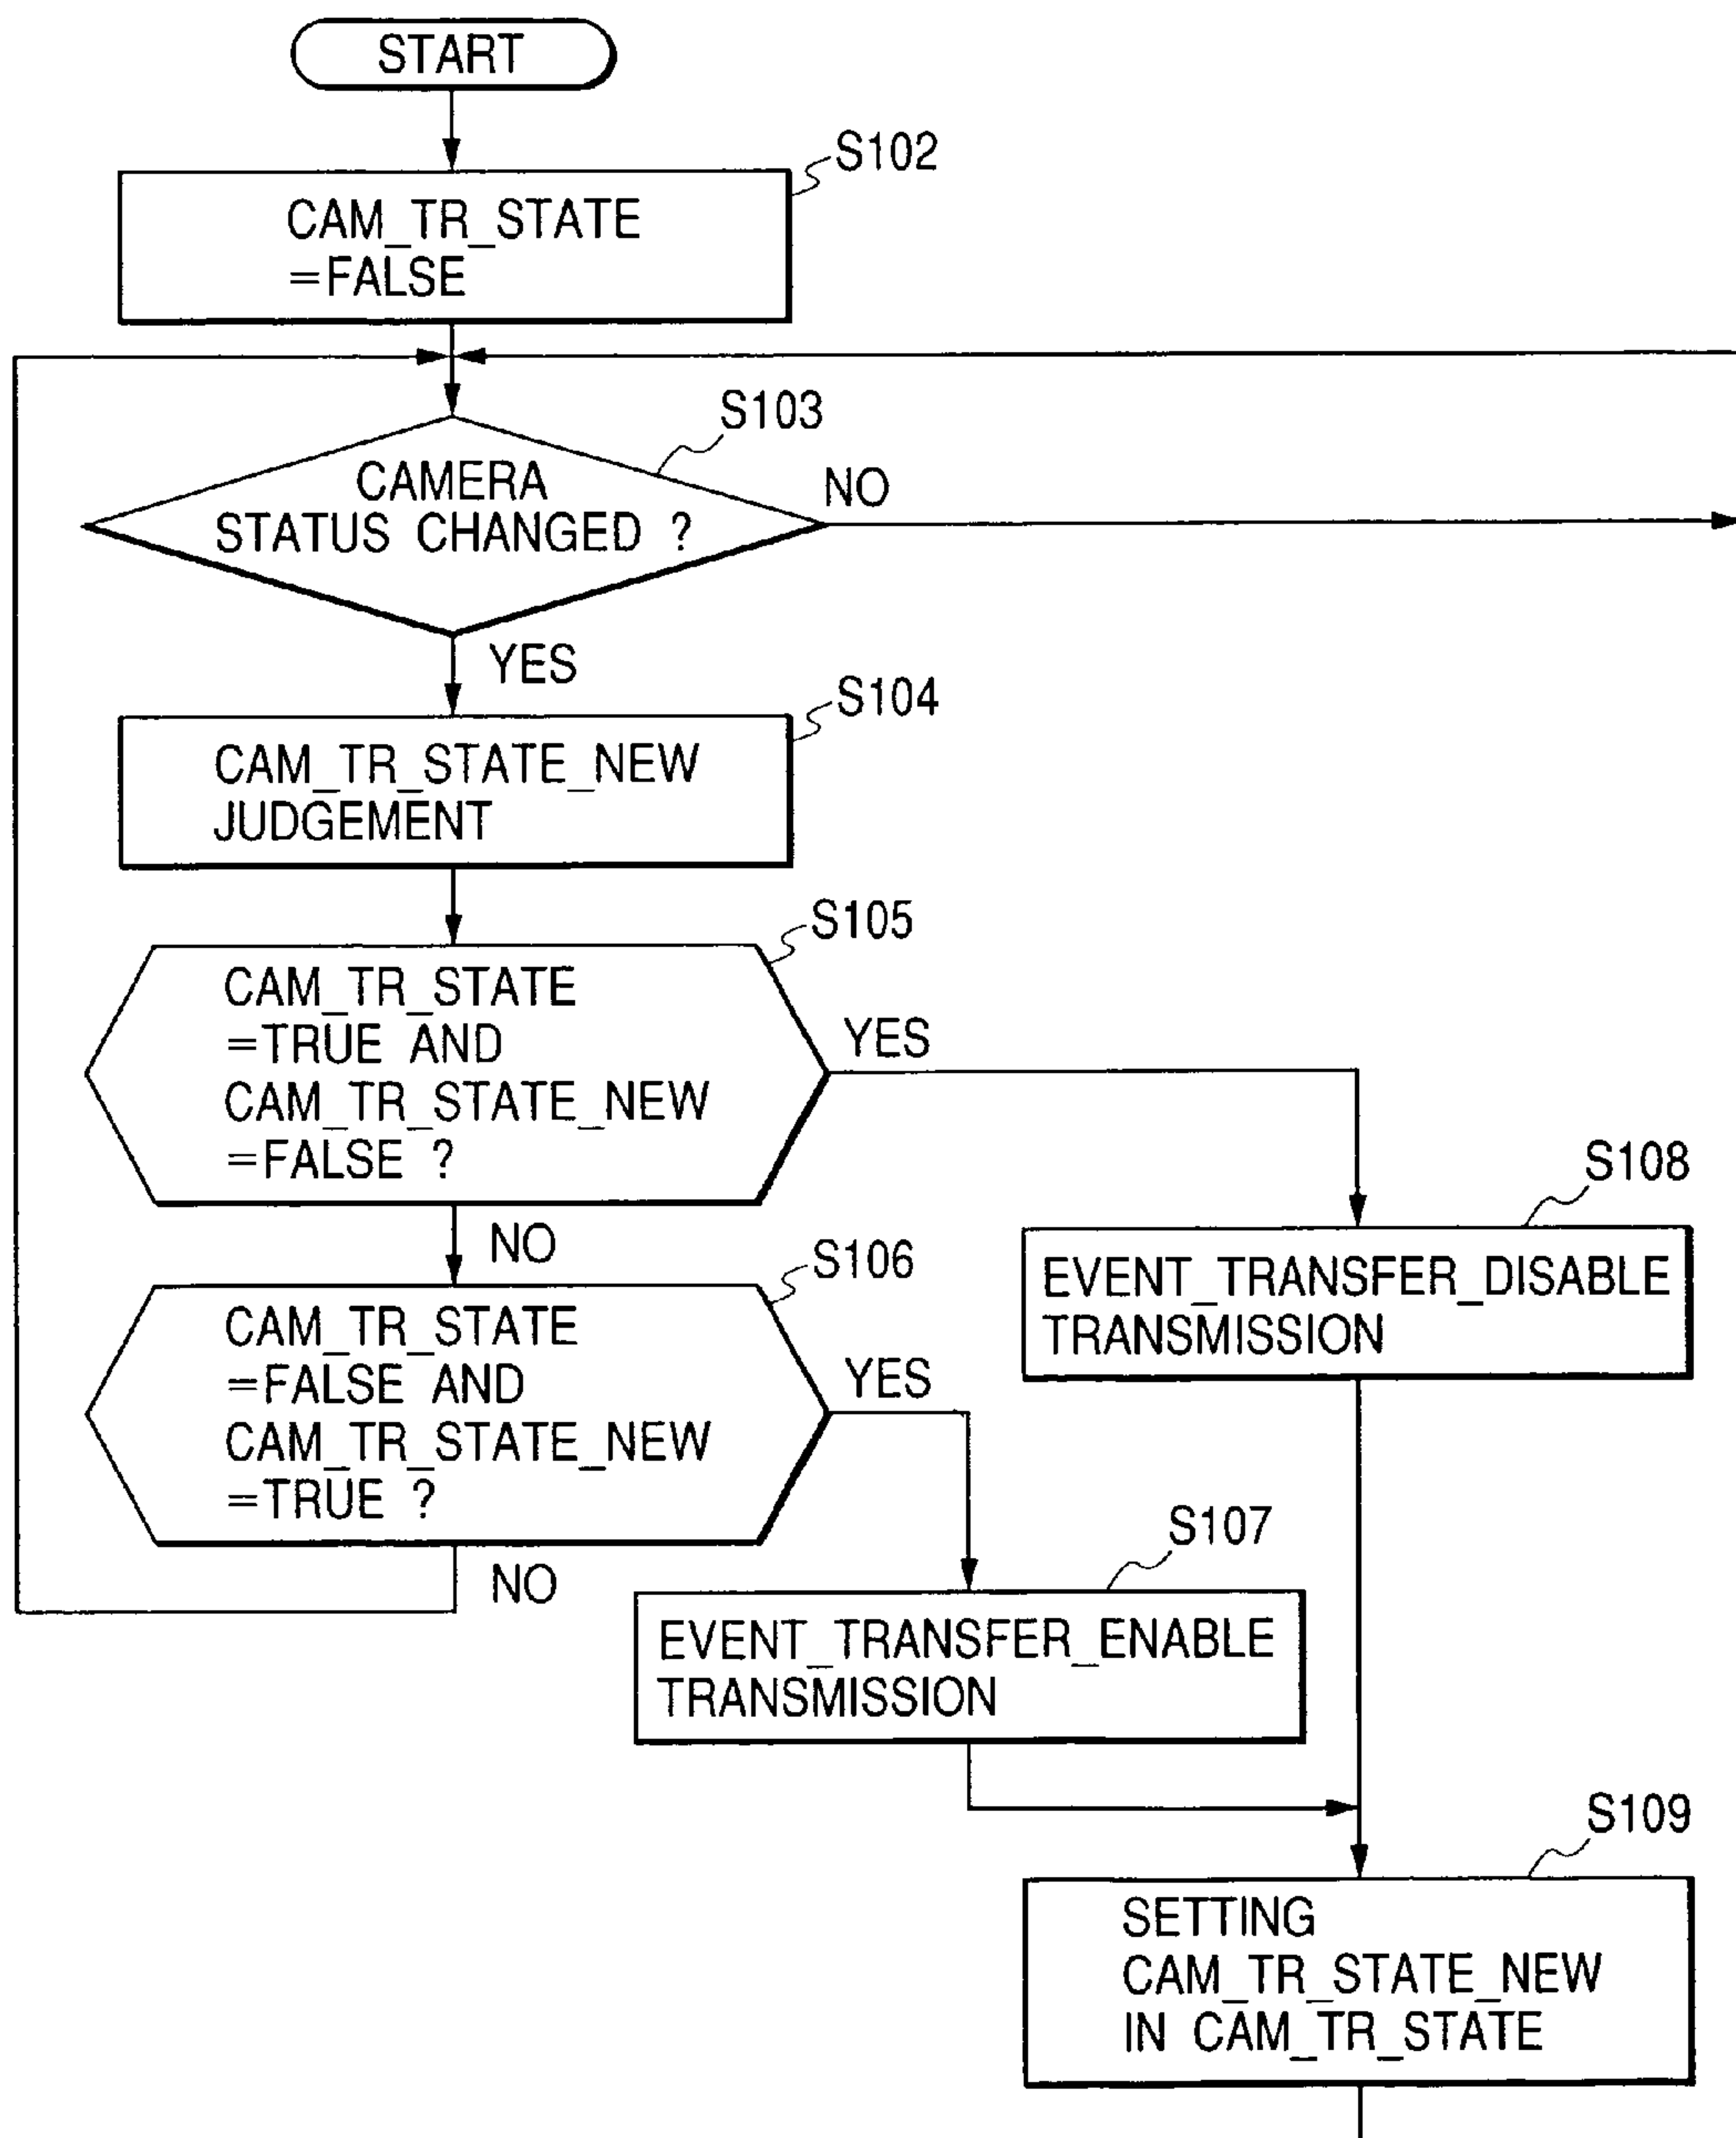 START
S102
CAM_TR_STATE
=FALSE
S103
CAMERA
STATUS CHANGED ?
NO
YES
S104
CAM_TR_STATE_NEW
JUDGEMENT
S105
CAM_TR_STATE
=TRUE AND
CAM_TR_STATE_NEW
=FALSE ?
YES
NO
S108
EVENT_TRANSFER_DISABLE
TRANSMISSION
S106
CAM_TR_STATE
=FALSE AND
CAM_TR_STATE_NEW
=TRUE ?
YES
NO
S107
EVENT_TRANSFER_ENABLE
TRANSMISSION
S109
SETTING
CAM_TR_STATE_NEW
IN CAM_TR_STATE